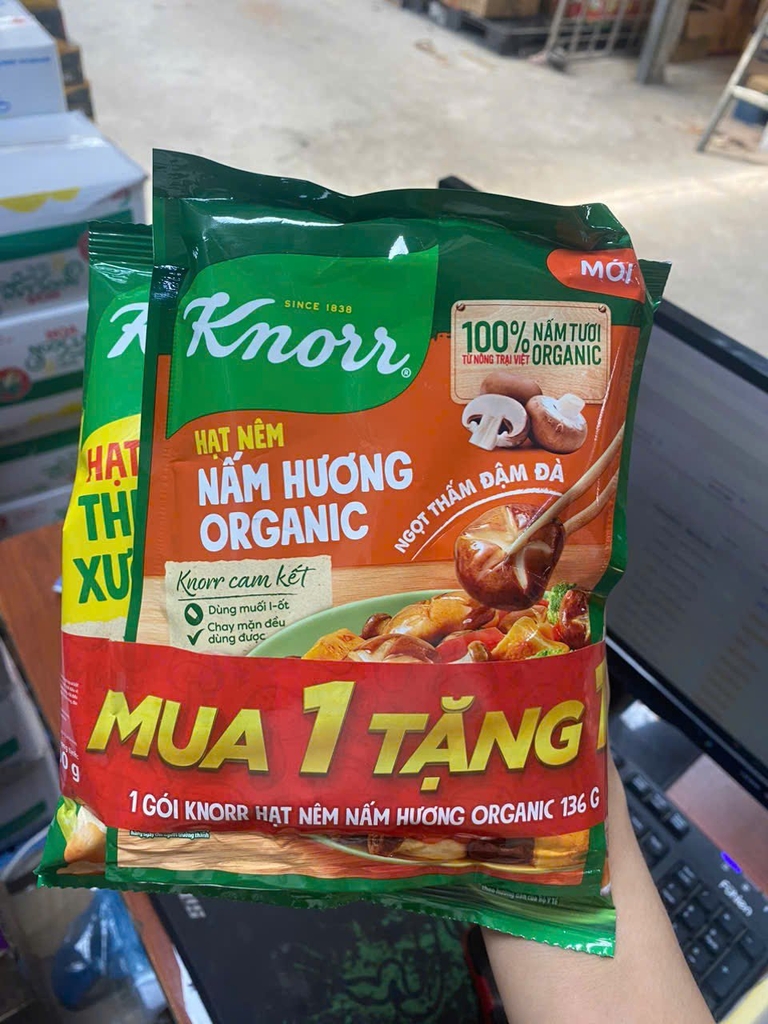 MỚI
SINCE 1838
Knorr
100% NẤM TƯƠI
TỪ NÔNG TRẠI VIỆT ORGANIC
HẠT NÊM
NẤM HƯƠNG
ORGANIC
NGỌT THẤM ĐẬM ĐÀ
Knorr cam kết
Dùng muối I-ốt
Chay mặn đều
dùng được
HẠT
MUA 1 TẶNG 1
1 GÓI KNORR HẠT NÊM NẤM HƯƠNG ORGANIC 136 G
Fühlen